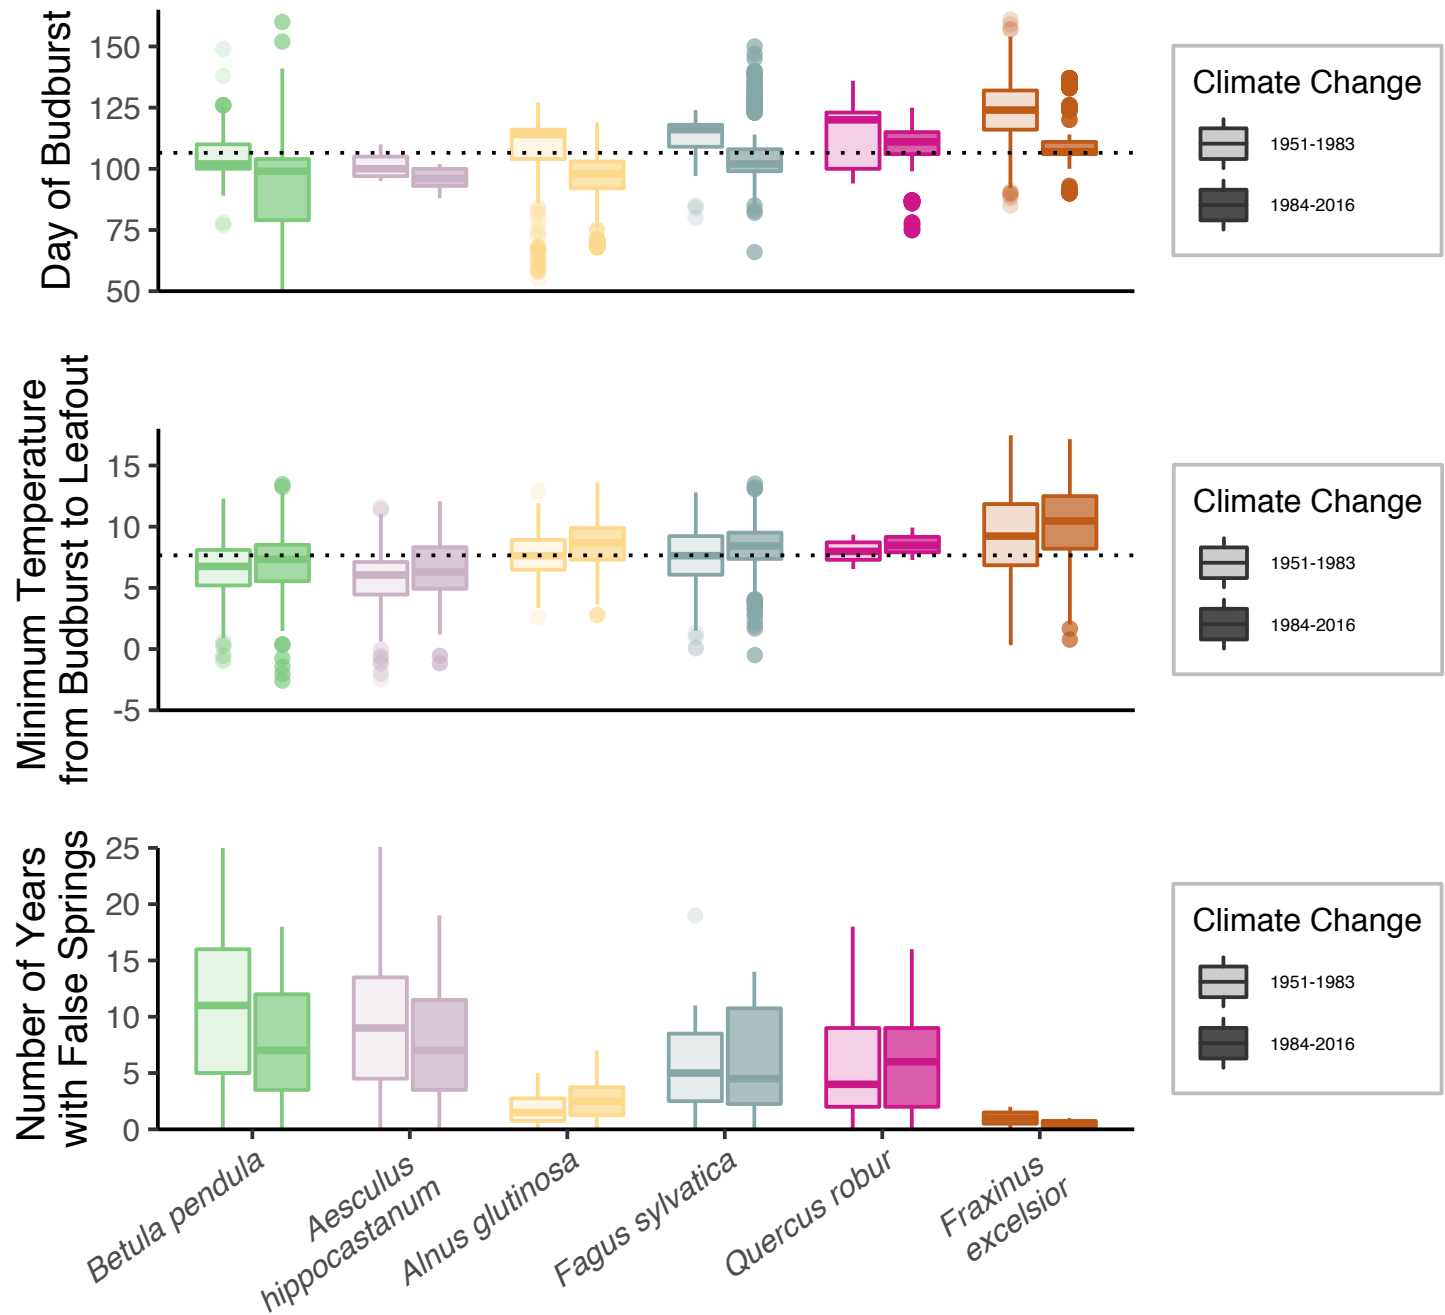 Day of Budburst
150
125
100
75
50
Climate Change
1951-1983
1984-2016
Minimum Temperature
from Budburst to Leafout
15
10
5
0
-5
Climate Change
1951-1983
1984-2016
Number of Years
with False Springs
25
20
15
10
5
0
Climate Change
1951-1983
1984-2016
Betula pendula
Aesculus
hippocastanum
Alnus glutinosa
Fagus sylvatica
Quercus robur
Fraxinus
excelsior